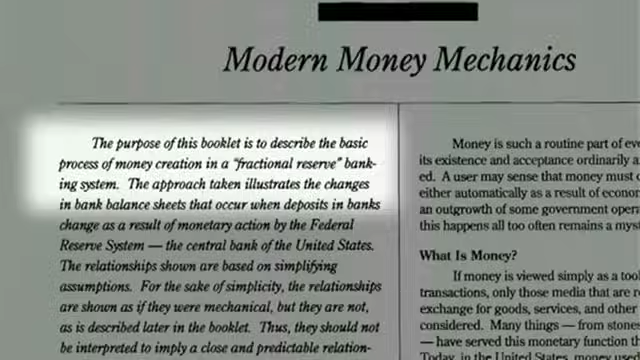 Modern Money Mechanics
The purpose of this booklet is to describe the basic
process of money creation in a "fractional reserve" bank-
ing system. The approach taken illustrates the changes
in bank balance sheets that occur when deposits in banks
change as a result of monetary action by the Federal
Reserve System — the central bank of the United States.
The relationships shown are based on simplifying
assumptions. For the sake of simplicity, the relationships
are shown as if they were mechanical, but they are not,
as is described later in the booklet. Thus, they should not
be interpreted to imply a close and predictable relation-
Money is such a routine part of
its existence and acceptance ordinarily
ed. A user may sense that money must
either automatically as a result of
an outgrowth of some government
this happens all too often remains a
What Is Money?
If money is viewed simply as a
transactions, only those media that are
exchange for goods, services, and other
considered. Many things — from
— have served this monetary function
Today, in the United States, money